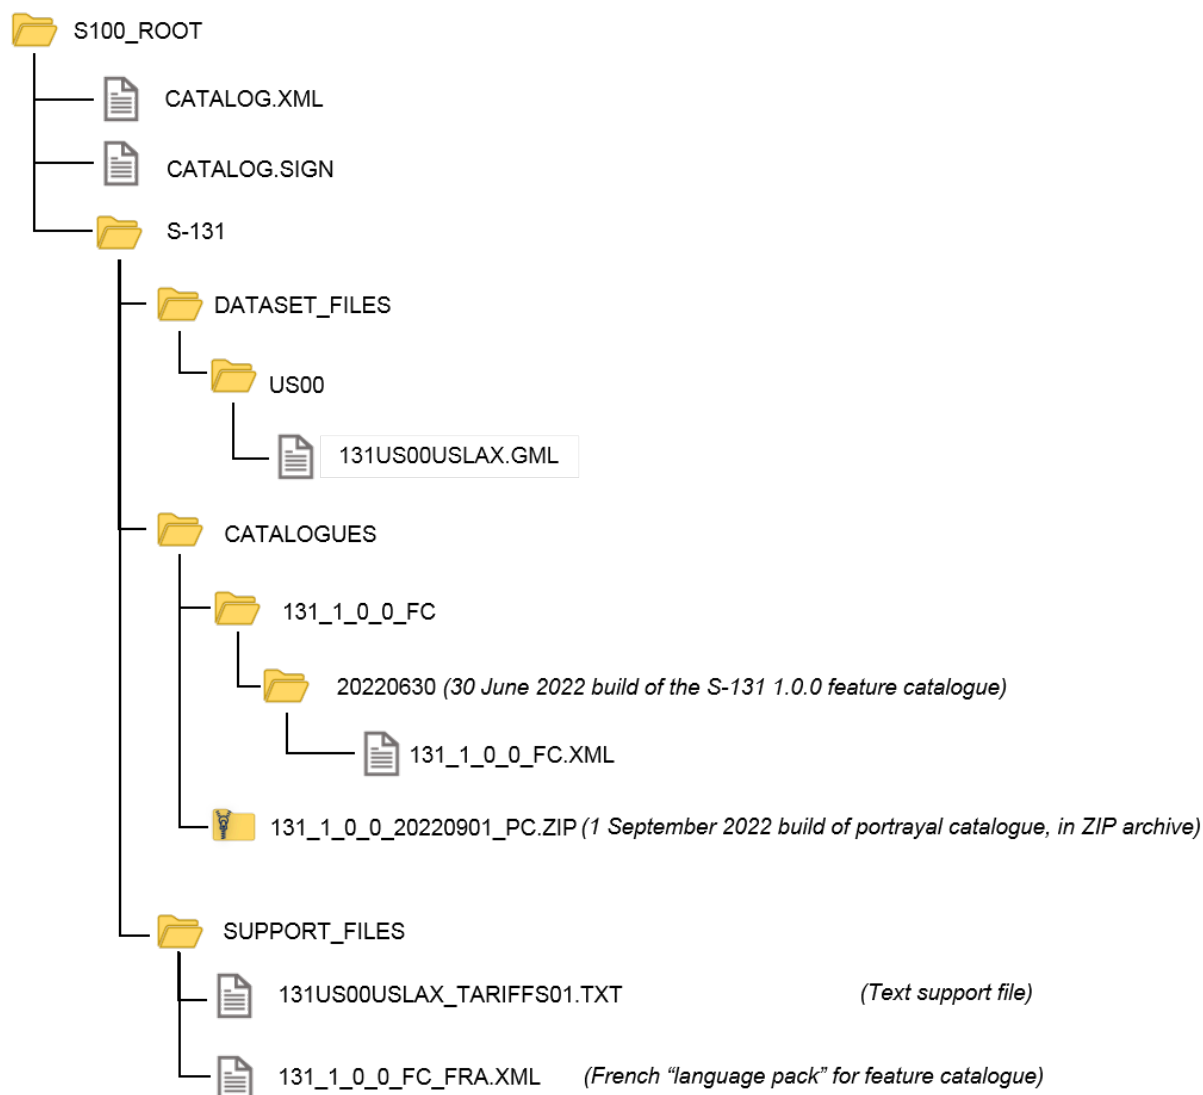 S100_ROOT
CATALOG.XML
CATALOG.SIGN
S-131
DATASET_FILES
US00
131US00USLAX.GML
CATALOGUES
131_1_0_0_FC
20220630 (30 June 2022 build of the S-131 1.0.0 feature catalogue)
131_1_0_0_FC.XML
131_1_0_0_20220901_PC.ZIP (1 September 2022 build of portrayal catalogue, in ZIP archive)
SUPPORT_FILES
131US00USLAX_TARIFFS01.TXT (Text support file)
131_1_0_0_FC_FRA.XML (French “language pack” for feature catalogue)